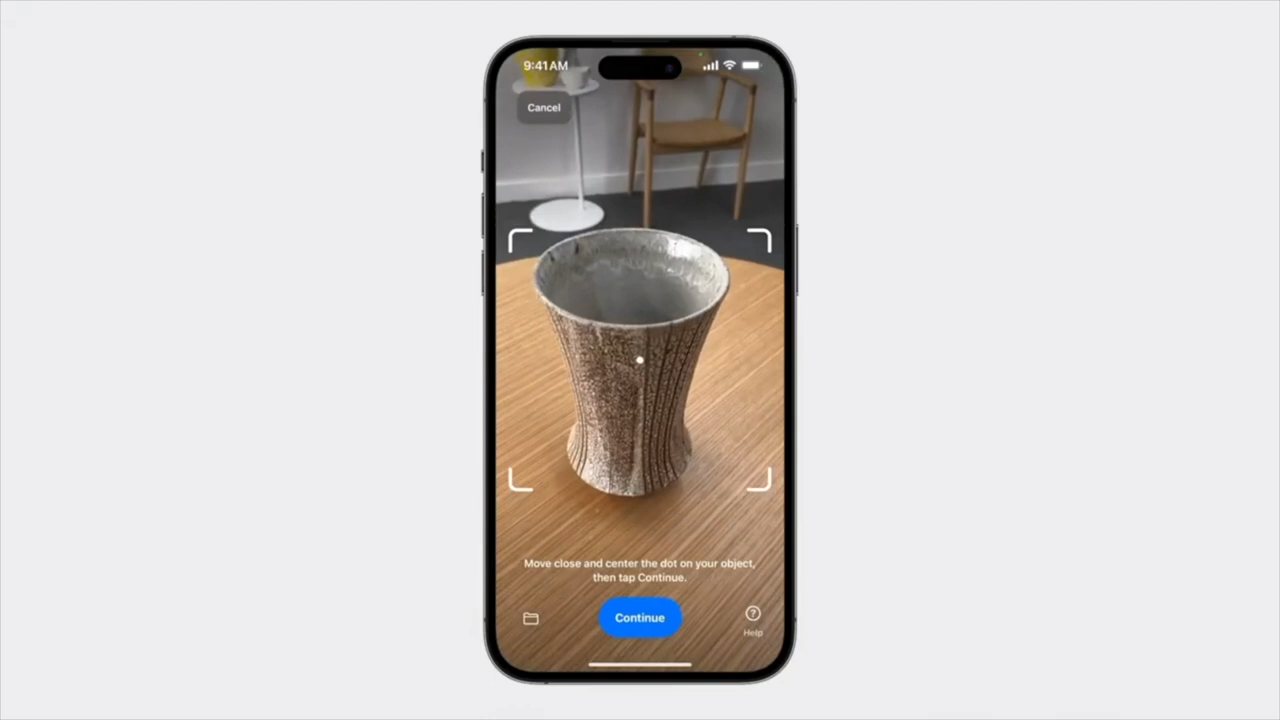 9:41 AM
Cancel
Move close and center the dot on your object,
then tap Continue.
Continue
Help